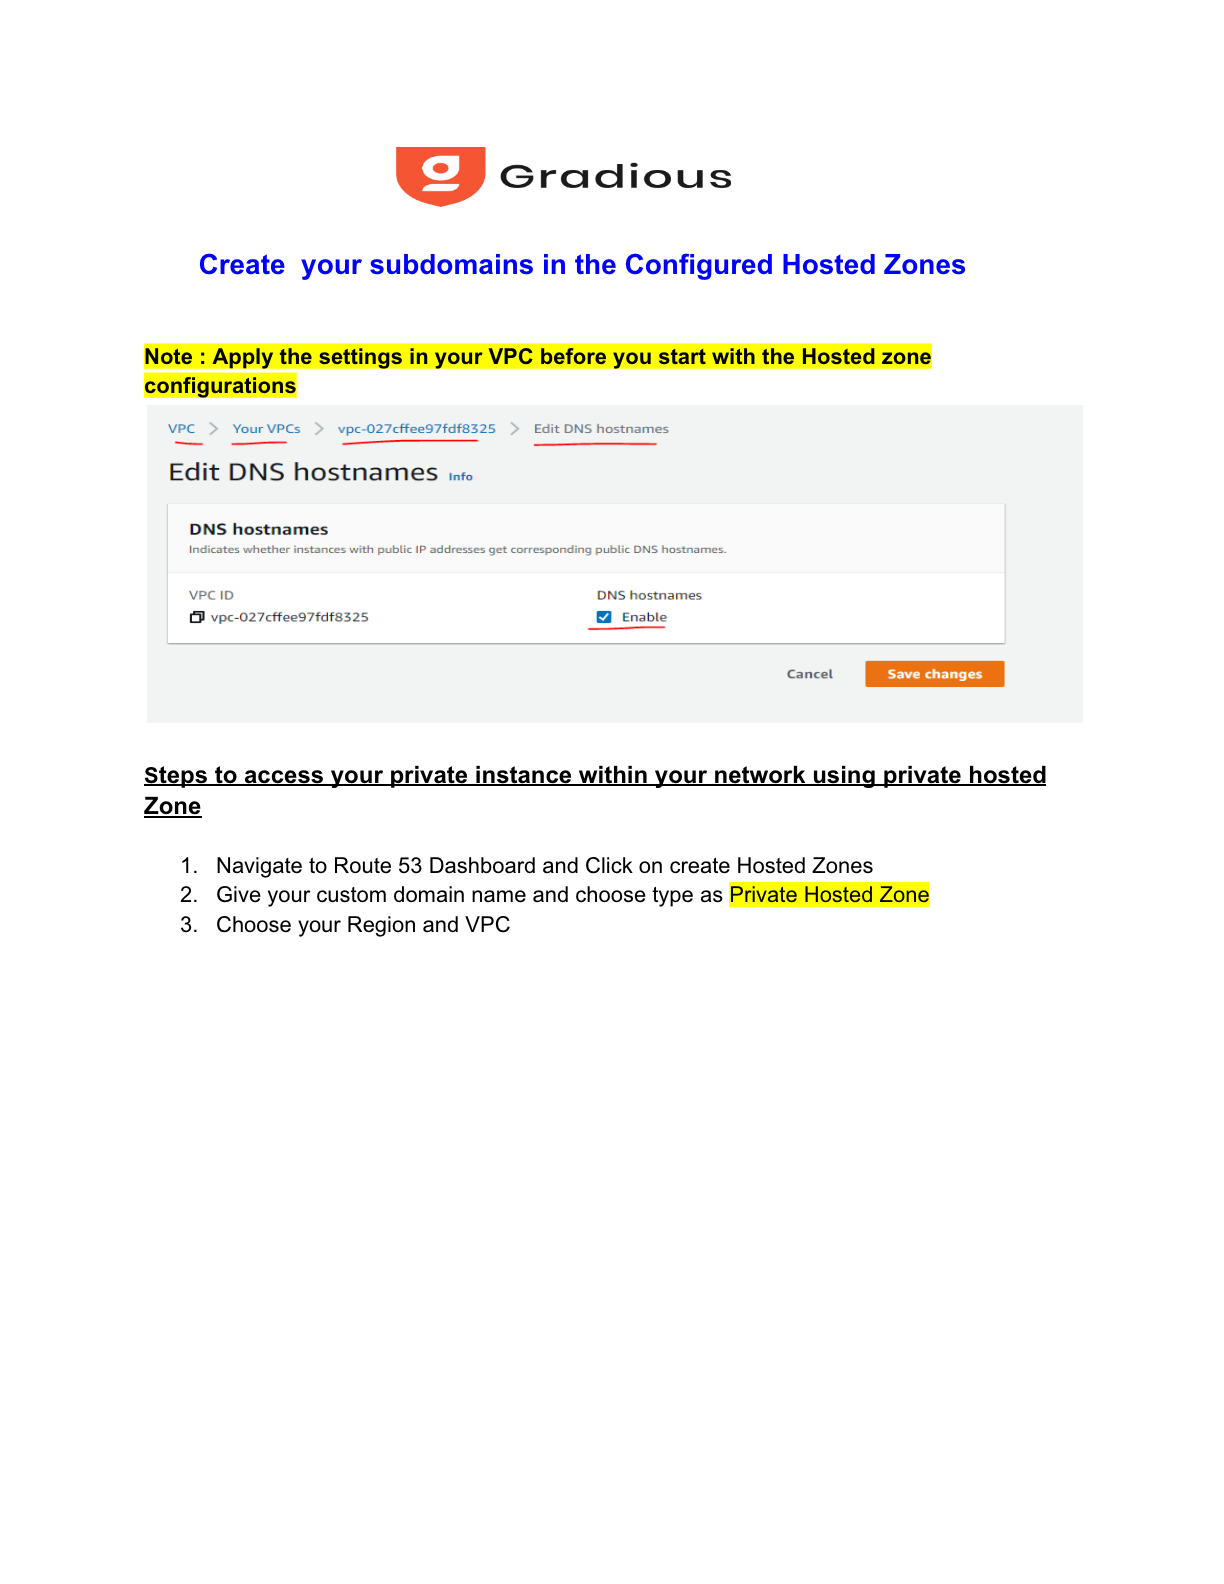 Gradious
Create  your subdomains in the Configured Hosted Zones
Note : Apply the settings in your VPC before you start with the Hosted zone
configurations
VPC > Your VPCs > vpc-027cffee97fdf8325 > Edit DNS hostnames
Edit DNS hostnames Info
DNS hostnames
Indicates whether instances with public IP addresses get corresponding public DNS hostnames.
VPC ID DNS hostnames
vpc-027cffee97fdf8325 Enable
Cancel Save changes
Steps to access your private instance within your network using private hosted
Zone
1. Navigate to Route 53 Dashboard and Click on create Hosted Zones
2. Give your custom domain name and choose type as Private Hosted Zone
3. Choose your Region and VPC